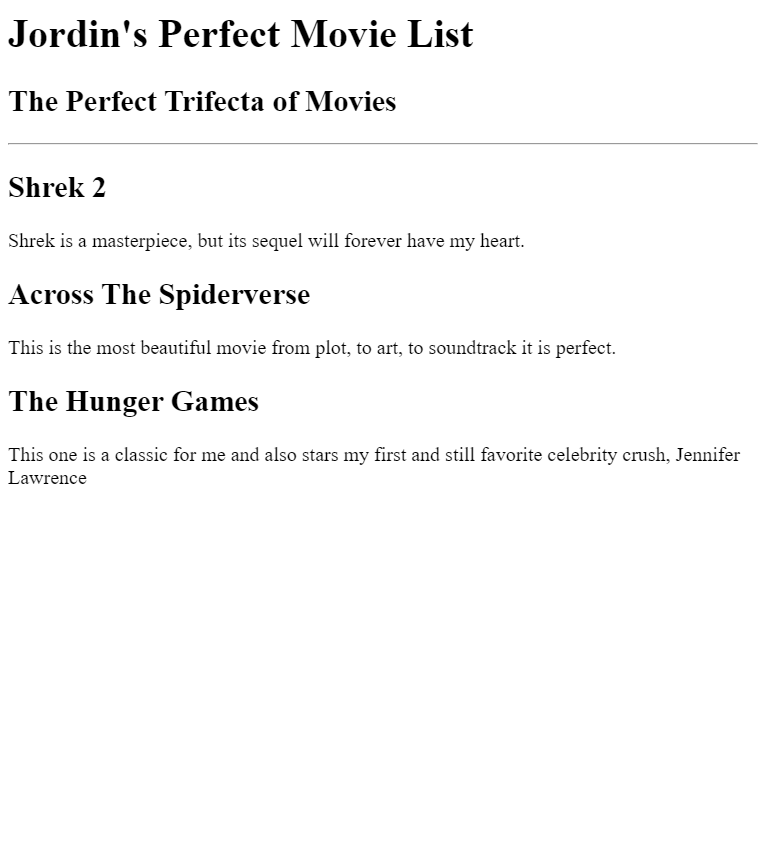 Jordin's Perfect Movie List
The Perfect Trifecta of Movies
Shrek 2
Shrek is a masterpiece, but its sequel will forever have my heart.
Across The Spiderverse
This is the most beautiful movie from plot, to art, to soundtrack it is perfect.
The Hunger Games
This one is a classic for me and also stars my first and still favorite celebrity crush, Jennifer
Lawrence